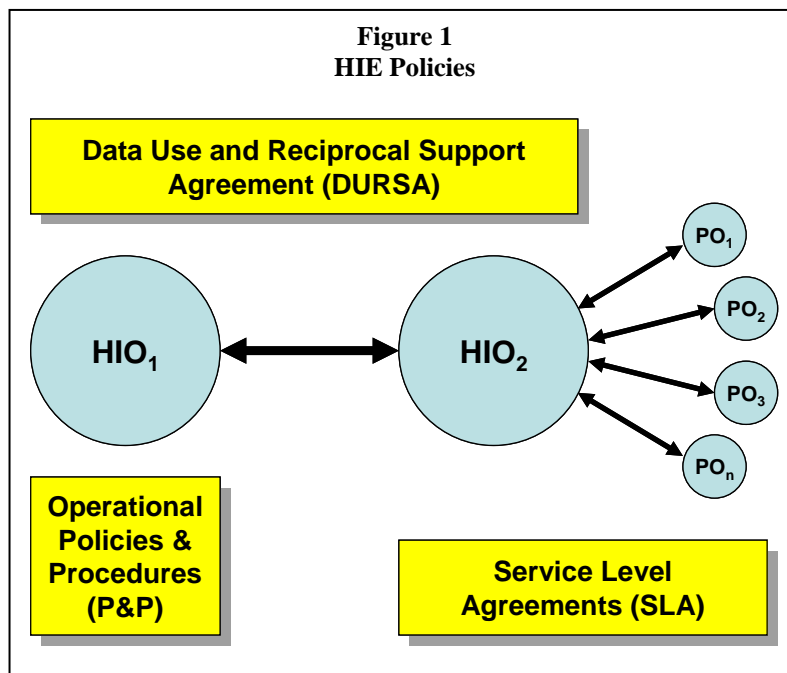 Figure 1
HIE Policies
Data Use and Reciprocal Support
Agreement (DURSA)
PO₁
PO₂
HIO₁
HIO₂
PO₃
POₙ
Operational
Policies &
Procedures
(P&P)
Service Level
Agreements (SLA)